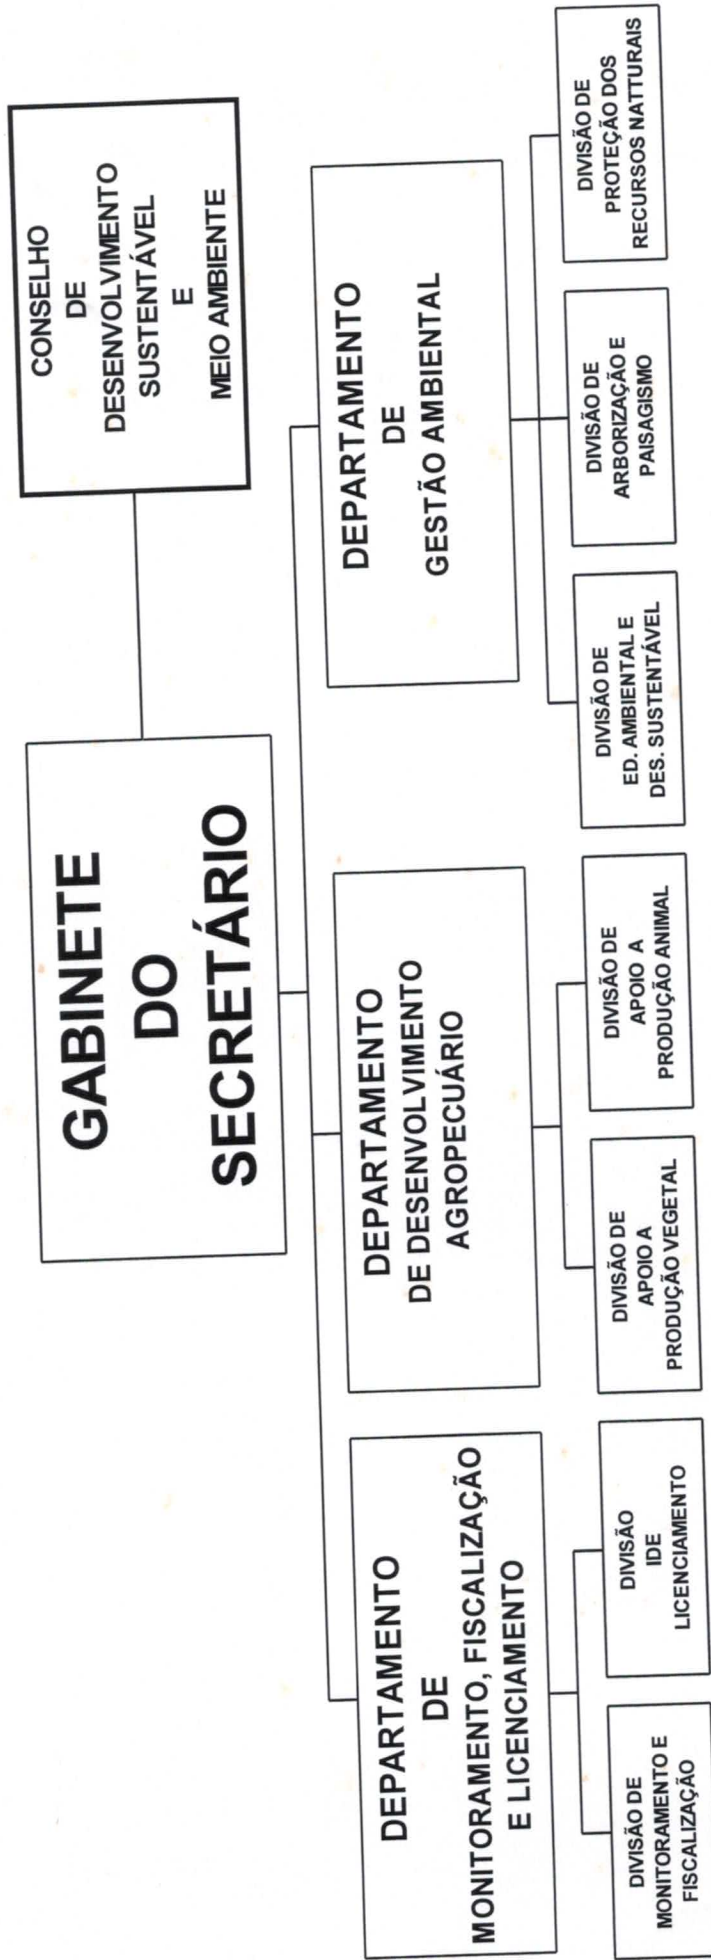 CONSELHO
DE
DESENVOLVIMENTO
SUSTENTÁVEL
E
MEIO AMBIENTE
GABINETE
DO
SECRETÁRIO
DEPARTAMENTO
DE
MONITORAMENTO, FISCALIZAÇÃO
E LICENCIAMENTO
DEPARTAMENTO
DE DESENVOLVIMENTO
AGROPECUÁRIO
DEPARTAMENTO
DE
GESTÃO AMBIENTAL
DIVISÃO DE
MONITORAMENTO E
FISCALIZAÇÃO
DIVISÃO
IDE
LICENCIAMENTO
DIVISÃO DE
APOIO A
PRODUÇÃO VEGETAL
DIVISÃO DE
APOIO A
PRODUÇÃO ANIMAL
DIVISÃO DE
ED. AMBIENTAL E
DES. SUSTENTÁVEL
DIVISÃO DE
ARBORIZAÇÃO E
PAISAGISMO
DIVISÃO DE
PROTEÇÃO DOS
RECURSOS NATTURAIS